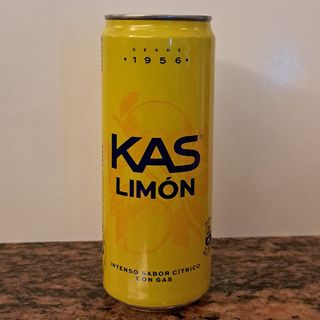 DESDE
• 1956 •
KAS
LIMÓN
INTENSO SABOR CÍTRICO
CON GAS